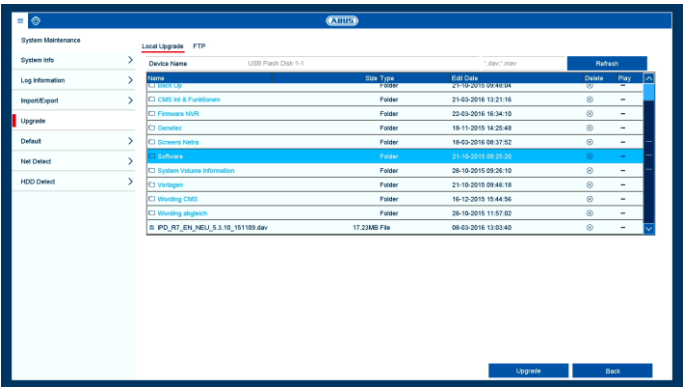 ABUS
System Maintenance
Local Upgrade FTP
System Info
Device Name USB Flash Disk 1-1 *.dav;*.mav Refresh
Log Information
Name Size Type Edit Date Delete Play
Back Up Folder 21-10-2015 09:48:04
Import/Export
CMS Int & Funktionen Folder 21-03-2016 13:21:16 –
Firmware NVR Folder 22-03-2016 16:34:10 –
Upgrade
Genetec Folder 18-11-2015 14:25:48 –
Default
Screens Netra Folder 18-03-2016 08:37:52 –
Software Folder 21-10-2015 09:25:20 –
Net Detect
System Volume Information Folder 28-10-2015 09:26:10 –
HDD Detect
Vorlagen Folder 21-10-2015 09:46:18 –
Wording CMS Folder 16-12-2015 15:44:56 –
Wording abgleich Folder 28-10-2015 11:57:02 –
IPD_R7_EN_NEU_5.3.10_151109.dav 17.23MB File 08-03-2016 13:03:40 –
Upgrade Back